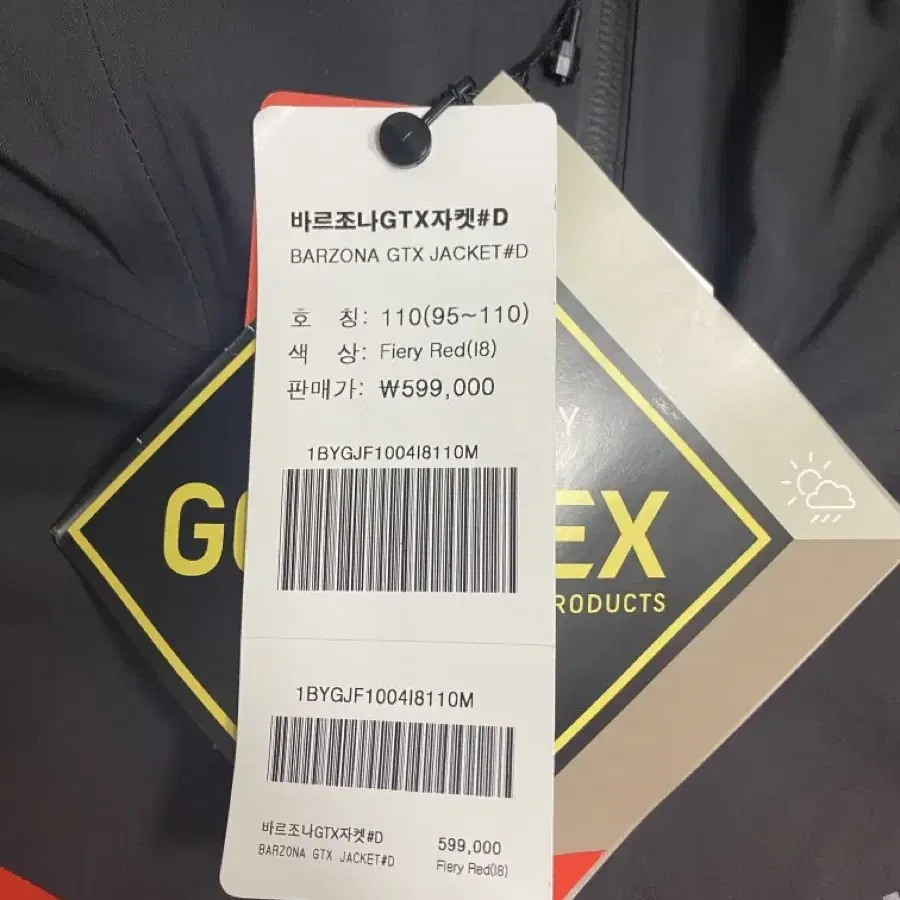 바르조나GTX자켓#D
BARZONA GTX JACKET#D
호 칭: 110(95~110)
색 상: Fiery Red(I8)
판매가: ₩599,000
1BYGJF1004I8110M
1BYGJF1004I8110M
바르조나GTX자켓#D 599,000
BARZONA GTX JACKET#D Fiery Red(I8)
Y
G EX
RODUCTS